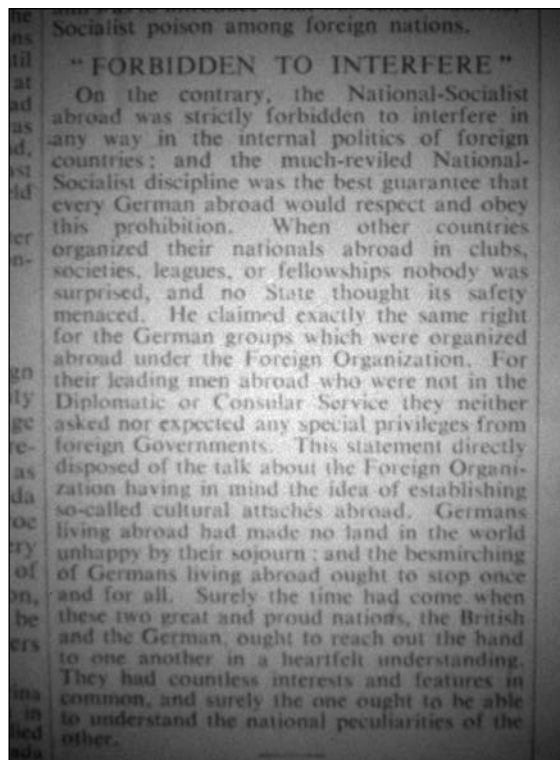 Socialist poison among foreign nations.
"FORBIDDEN TO INTERFERE"
On the contrary, the National-Socialist
abroad was strictly forbidden to interfere in
any way in the internal politics of foreign
countries; and the much-reviled National-
Socialist discipline was the best guarantee that
every German abroad would respect and obey
this prohibition. When other countries
organized their nationals abroad in clubs,
societies, leagues, or fellowships nobody was
surprised, and no State thought its safety
menaced. He claimed exactly the same right
for the German groups which were organized
abroad under the Foreign Organization. For
their leading men abroad who were not in the
Diplomatic or Consular Service they neither
asked nor expected any special privileges from
foreign Governments. This statement directly
disposed of the talk about the Foreign Organi-
zation having in mind the idea of establishing
so-called cultural attachés abroad. Germans
living abroad had made no land in the world
unhappy by their sojourn; and the besmirching
of Germans living abroad ought to stop once
and for all. Surely the time had come when
these two great and proud nations, the British
and the German, ought to reach out the hand
to one another in a heartfelt understanding.
They had countless interests and features in
common, and surely the one ought to be able
to understand the national peculiarities of the
other.